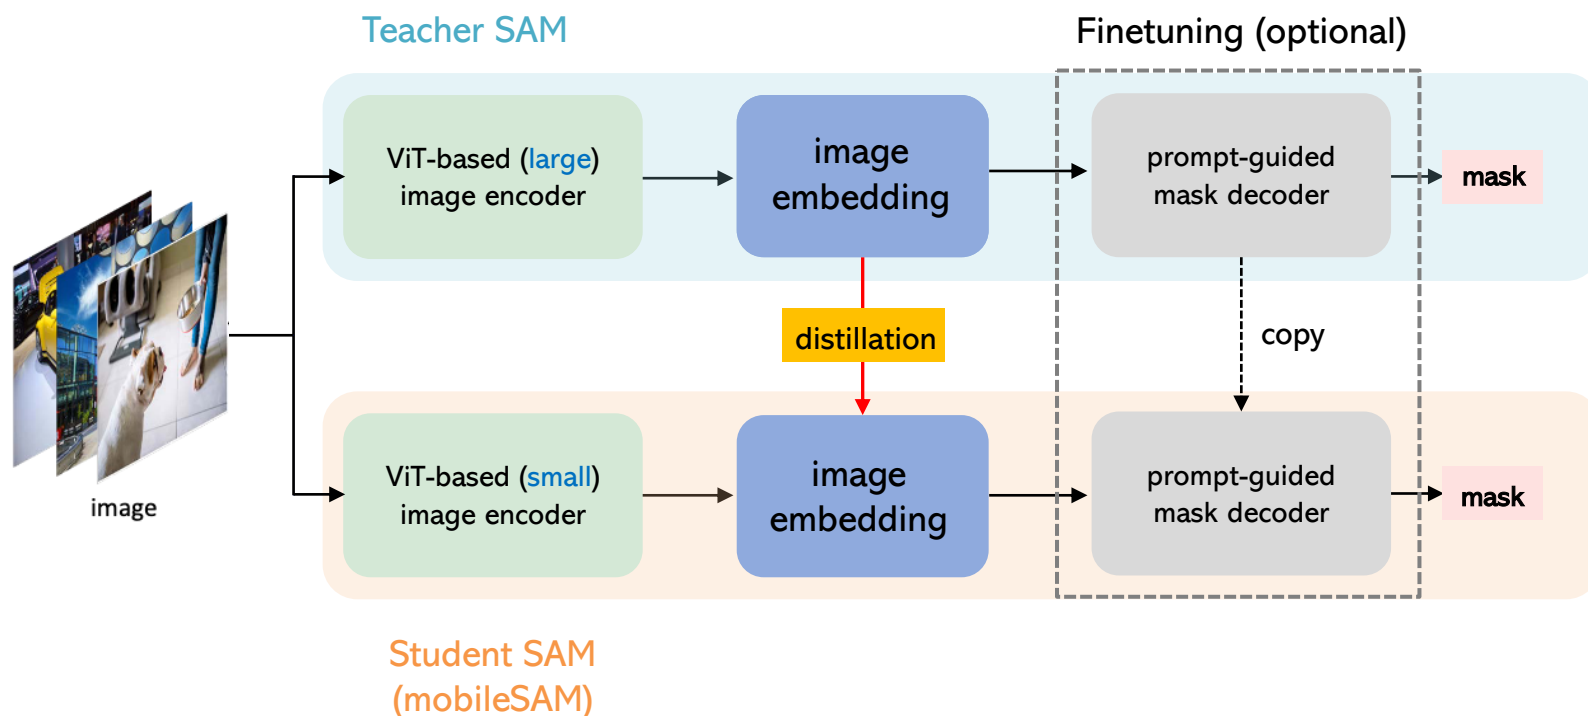 Teacher SAM
Finetuning (optional)
ViT-based (large)
image encoder
image
embedding
prompt-guided
mask decoder
mask
distillation
copy
image
ViT-based (small)
image encoder
image
embedding
prompt-guided
mask decoder
mask
Student SAM
(mobileSAM)